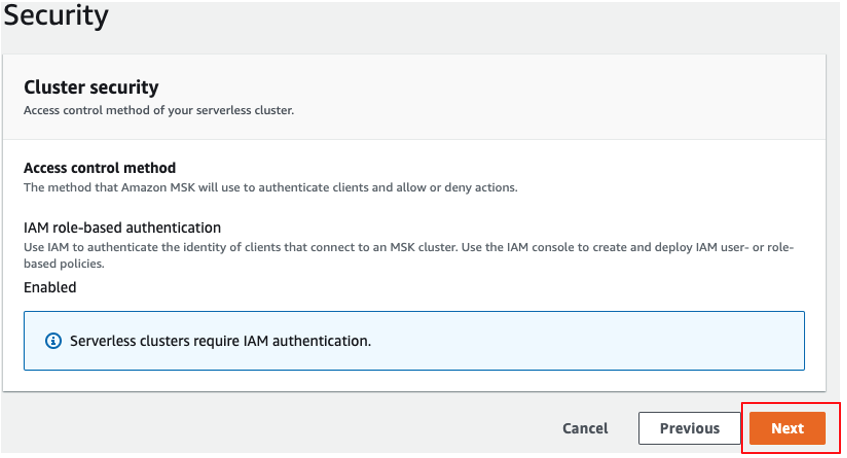 Security
Cluster security
Access control method of your serverless cluster.
Access control method
The method that Amazon MSK will use to authenticate clients and allow or deny actions.
IAM role-based authentication
Use IAM to authenticate the identity of clients that connect to an MSK cluster. Use the IAM console to create and deploy IAM user- or role-
based policies.
Enabled
Serverless clusters require IAM authentication.
Cancel Previous Next